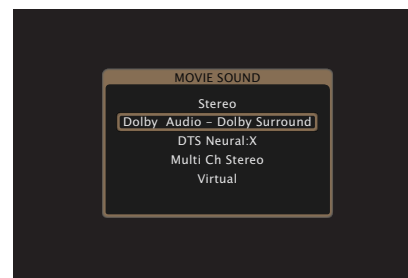 MOVIE SOUND
Stereo
Dolby Audio – Dolby Surround
DTS Neural:X
Multi Ch Stereo
Virtual